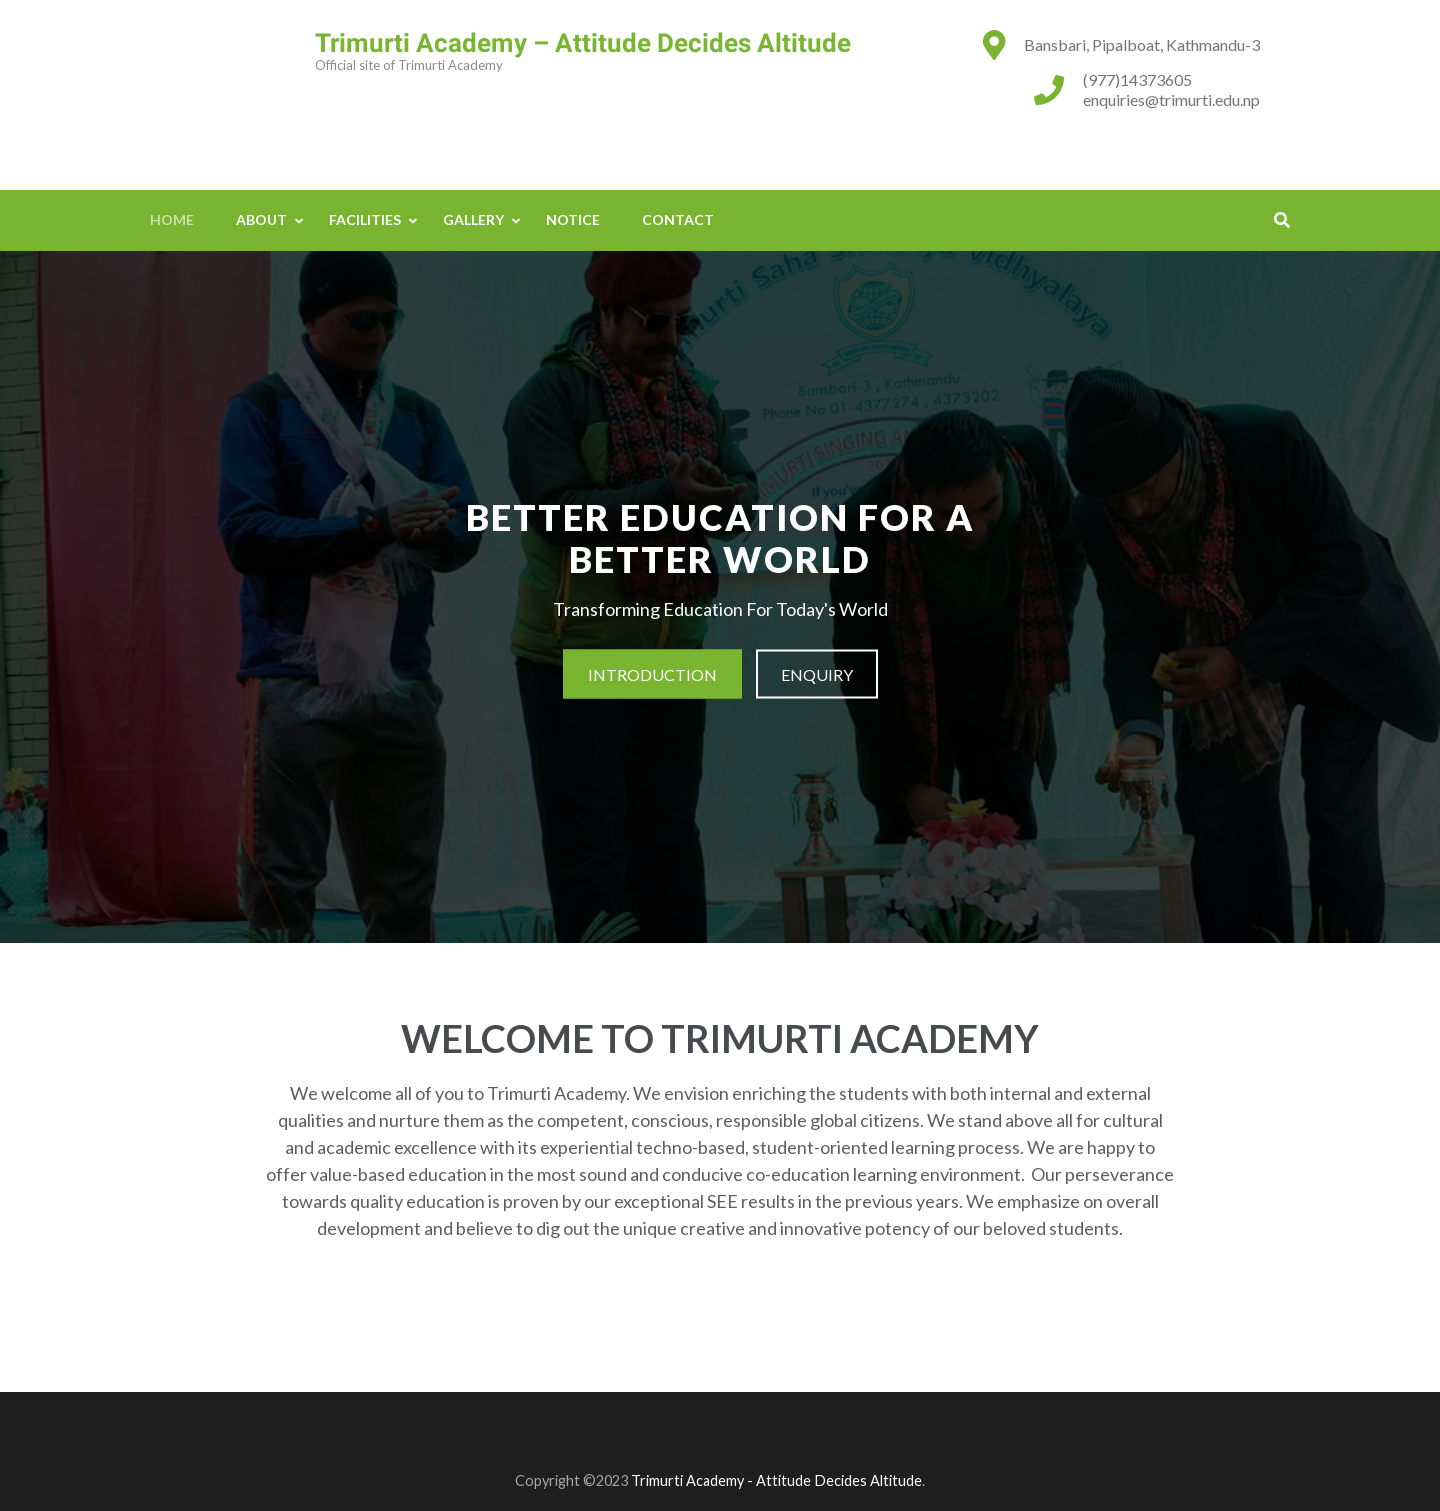 Trimurti Academy – Attitude Decides Altitude
Official site of Trimurti Academy
Bansbari, Pipalboat, Kathmandu-3
(977)14373605
enquiries@trimurti.edu.np
HOME ABOUT FACILITIES GALLERY NOTICE CONTACT
Saha Vidhyalaya
Bansbari-3, Kathmandu
Phone No 01-4377274, 4373202
BETTER EDUCATION FOR A
BETTER WORLD
Transforming Education For Today's World
INTRODUCTION ENQUIRY
WELCOME TO TRIMURTI ACADEMY
We welcome all of you to Trimurti Academy. We envision enriching the students with both internal and external
qualities and nurture them as the competent, conscious, responsible global citizens. We stand above all for cultural
and academic excellence with its experiential techno-based, student-oriented learning process. We are happy to
offer value-based education in the most sound and conducive co-education learning environment.  Our perseverance
towards quality education is proven by our exceptional SEE results in the previous years. We emphasize on overall
development and believe to dig out the unique creative and innovative potency of our beloved students.
Copyright ©2023 Trimurti Academy - Attitude Decides Altitude.